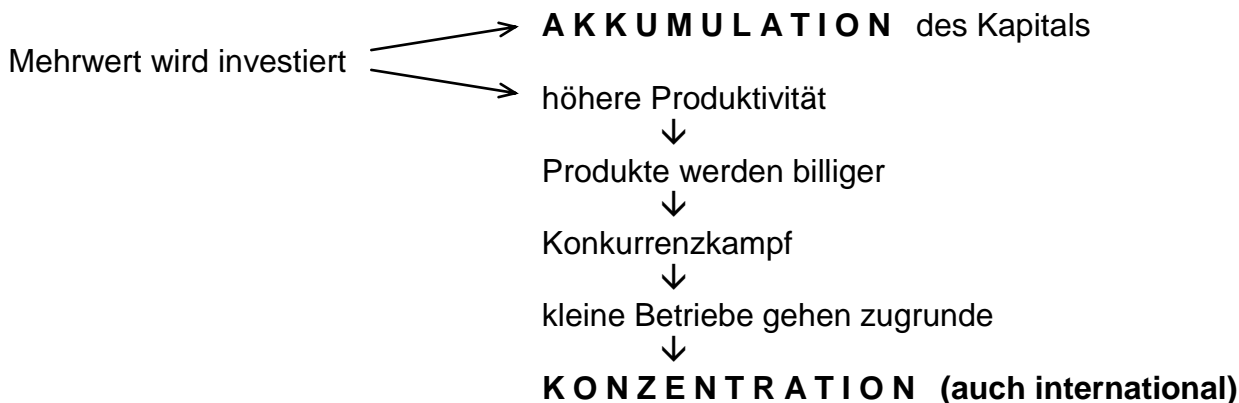 A K K U M U L A T I O N des Kapitals
Mehrwert wird investiert
höhere Produktivität
Produkte werden billiger
Konkurrenzkampf
kleine Betriebe gehen zugrunde
K O N Z E N T R A T I O N (auch international)